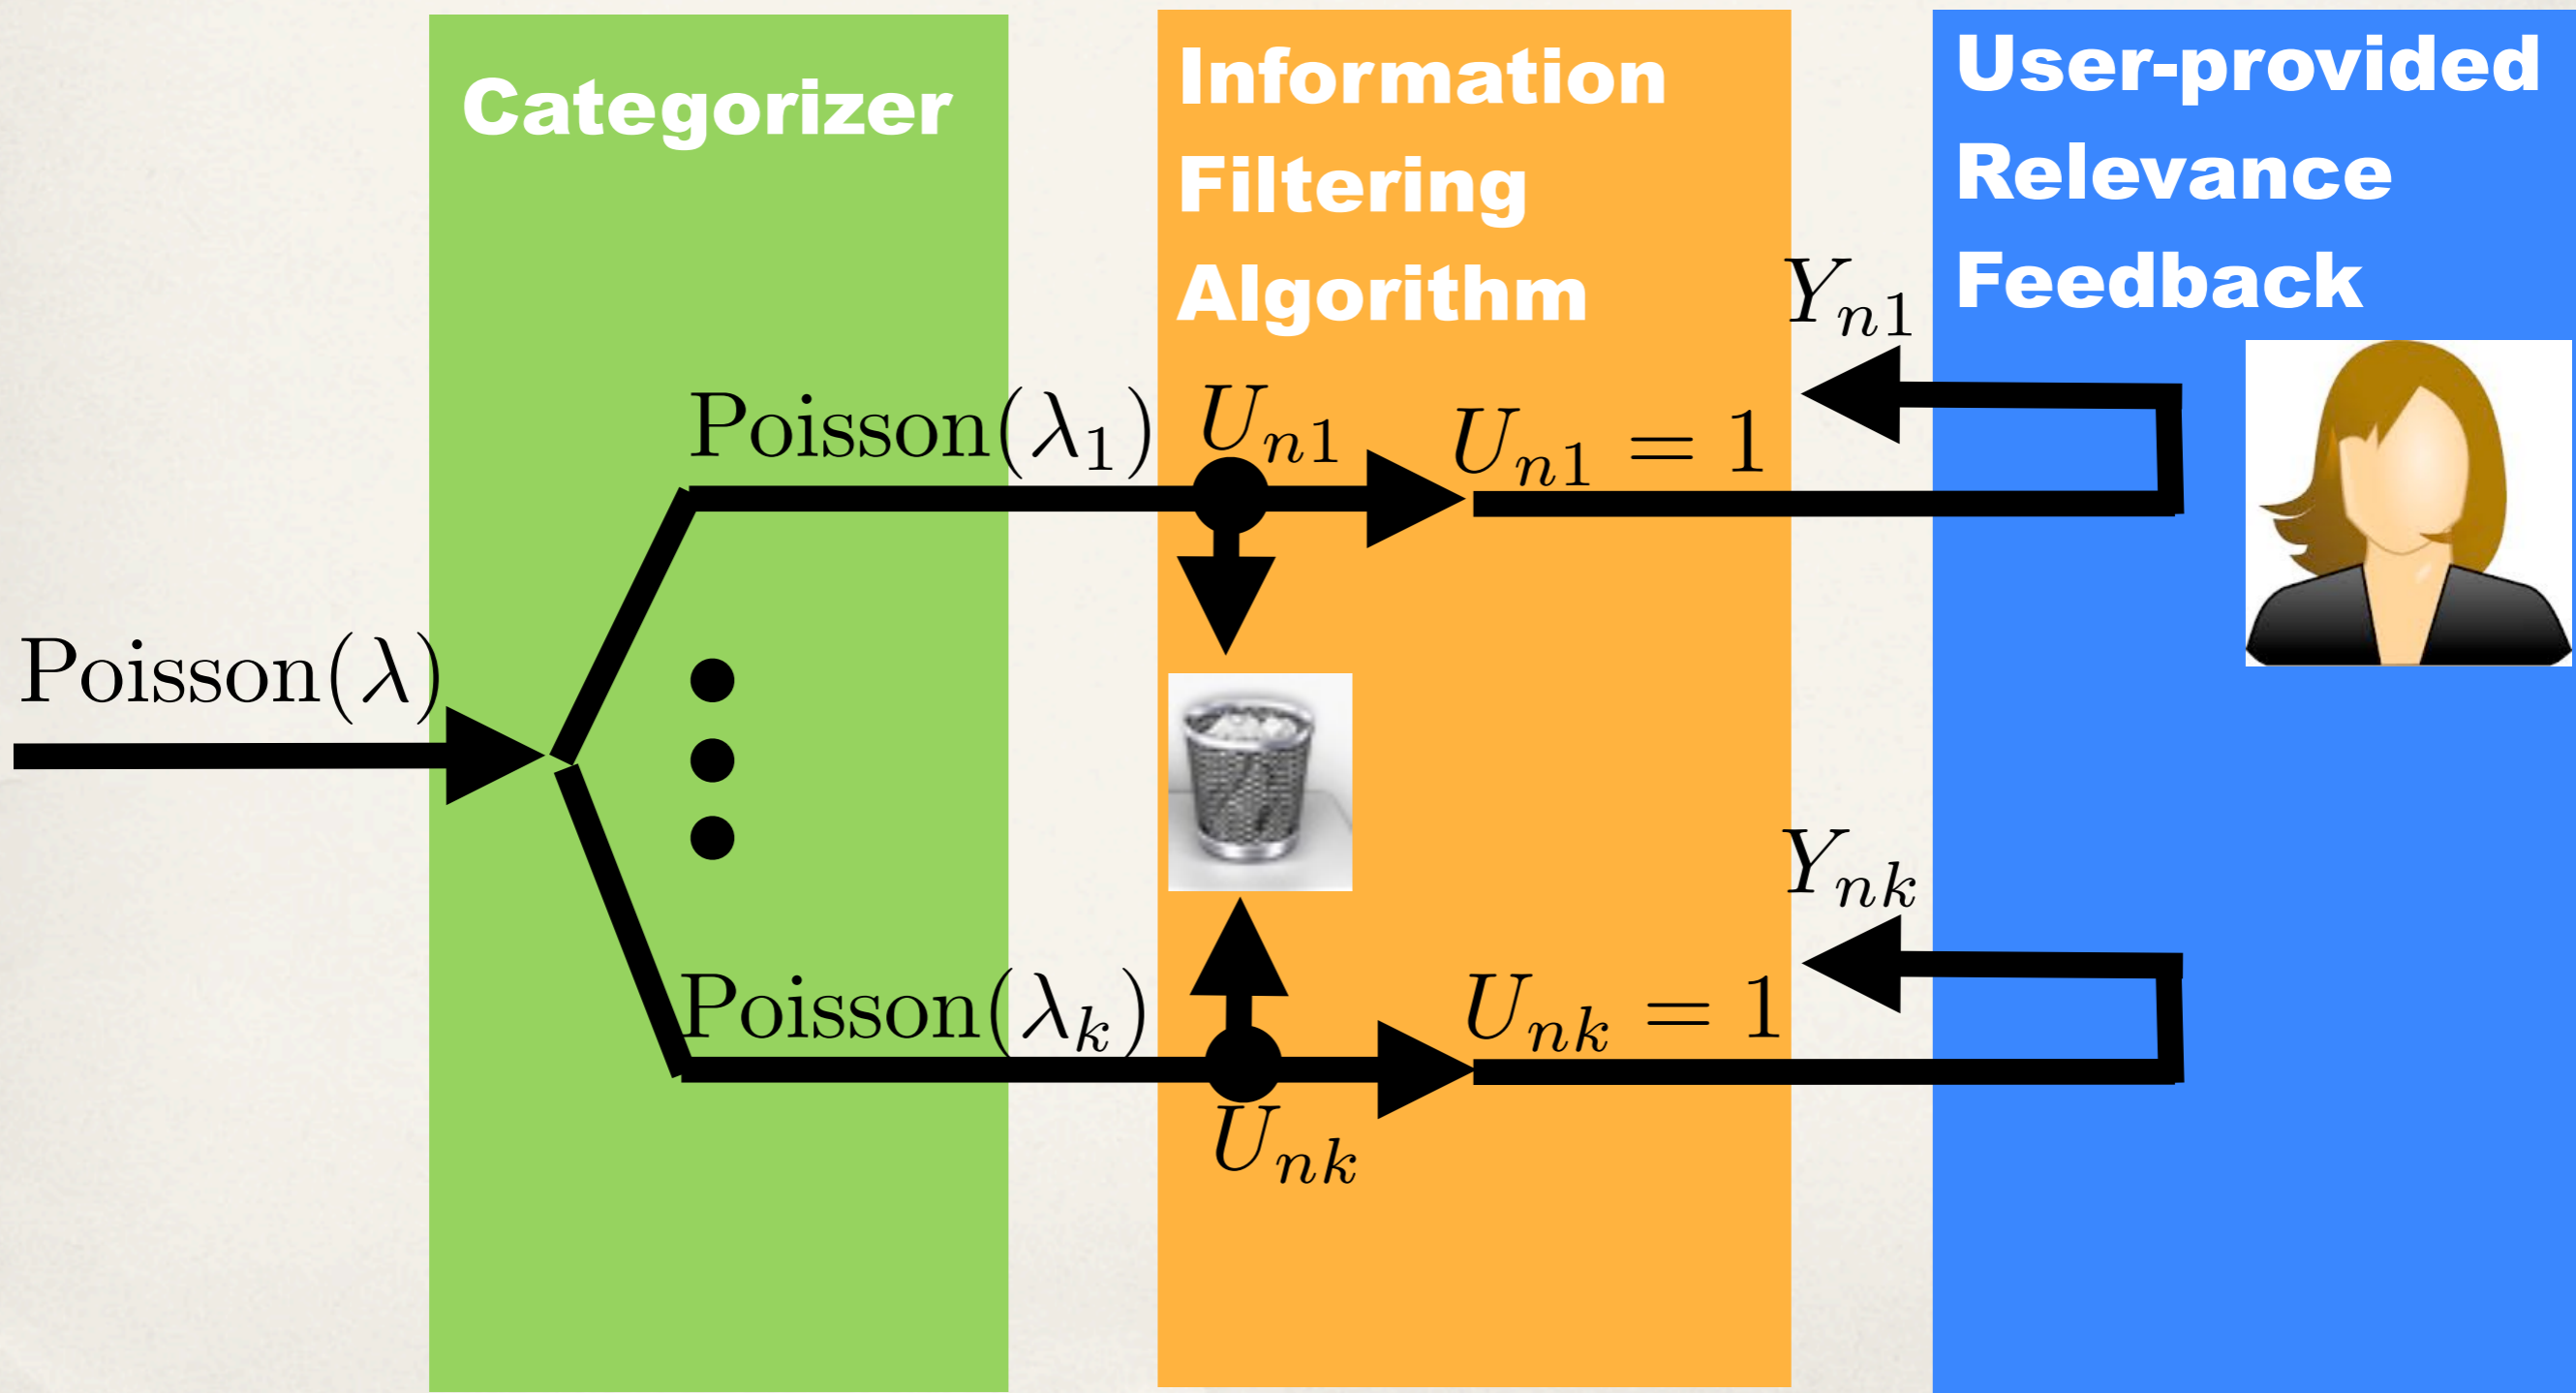 Categorizer
Information
Filtering
Algorithm
User-provided
Relevance
Feedback
Y_{n1}
Poisson(λ_1)
U_{n1}
U_{n1} = 1
Poisson(λ)
Y_{nk}
Poisson(λ_k)
U_{nk} = 1
U_{nk}